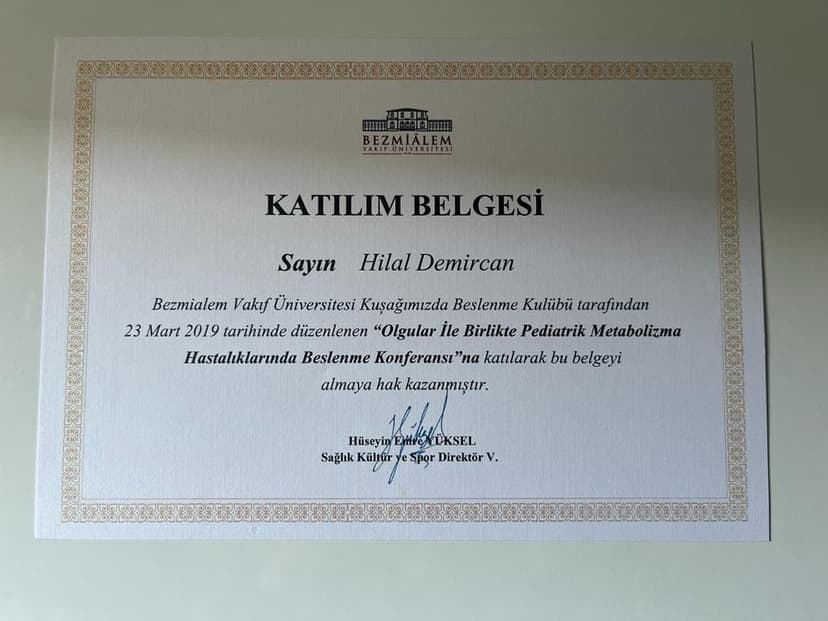 BEZMİÂLEM
VAKIF ÜNİVERSİTESİ
KATILIM BELGESİ
Sayın Hilal Demircan
Bezmialem Vakıf Üniversitesi Kuşağımızda Beslenme Kulübü tarafından
23 Mart 2019 tarihinde düzenlenen “Olgular İle Birlikte Pediatrik Metabolizma
Hastalıklarında Beslenme Konferansı”na katılarak bu belgeyi
almaya hak kazanmıştır.
Hüseyin Emre YÜKSEL
Sağlık Kültür ve Spor Direktör V.